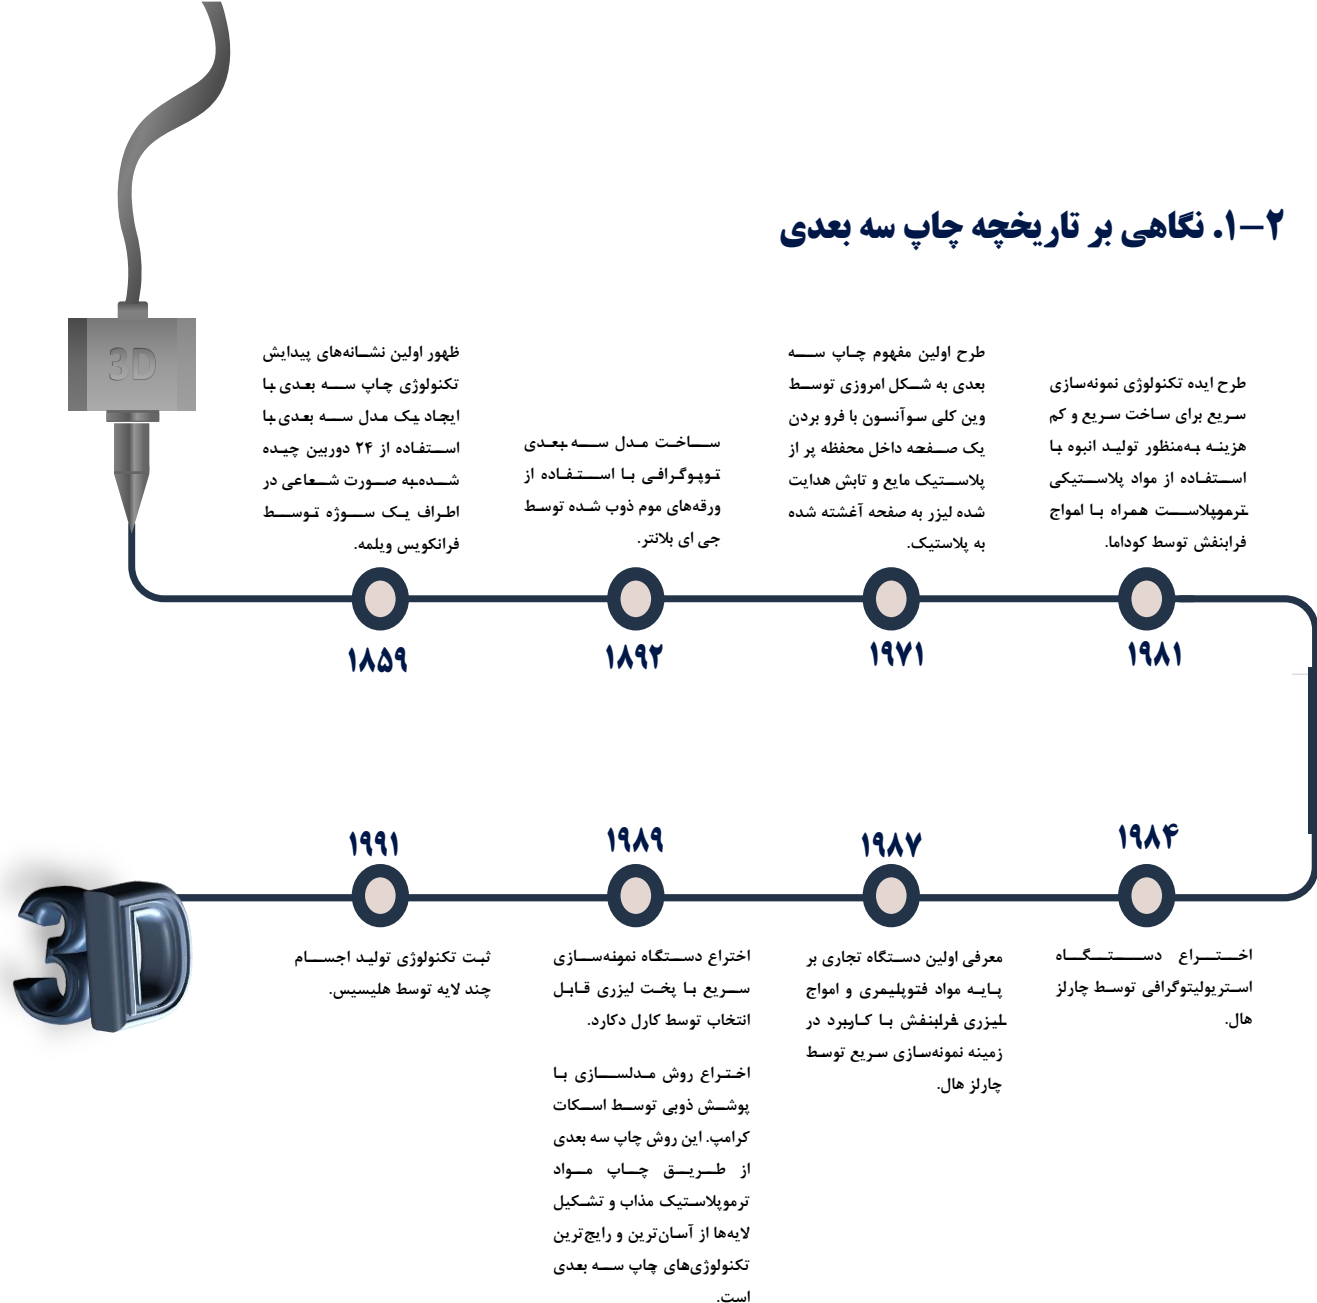 ۱-۲. نگاهی بر تاریخچه چاپ سه بعدی
3D
ظهور اولین نشانه‌های پیدایش
تکنولوژی چاپ سه بعدی با
ایجاد یک مدل سه بعدی با
استفاده از ۲۴ دوربین چیده
شده‌به صورت شعاعی در
اطراف یک سوژه توسط
فرانکویس ویلمه.
۱۸۵۹
ساخت مدل سه‌بعدی
توپوگرافی با استفاده از
ورقه‌های موم ذوب شده توسط
جی ای بلانتر.
۱۸۹۲
طرح اولین مفهوم چاپ سه
بعدی به شکل امروزی توسط
وین کلی سوآنسون با فرو بردن
یک صفحه داخل محفظه پر از
پلاستیک مایع و تابش هدایت
شده لیزر به صفحه آغشته شده
به پلاستیک.
۱۹۷۱
طرح ایده تکنولوژی نمونه‌سازی
سریع برای ساخت سریع و کم
هزینه به‌منظور تولید انبوه با
استفاده از مواد پلاستیکی
ترموپلاست همراه با امواج
فرابنفش توسط کوداما.
۱۹۸۱
۱۹۸۴
اختراع دستگاه
استریولیتوگرافی توسط چارلز
هال.
۱۹۸۷
معرفی اولین دستگاه تجاری بر
پایه مواد فتوپلیمری و امواج
لیزری فرابنفش با کاربرد در
زمینه نمونه‌سازی سریع توسط
چارلز هال.
۱۹۸۹
اختراع دستگاه نمونه‌سازی
سریع با پخت لیزری قابل
انتخاب توسط کارل دکارد.
اختراع روش مدلسازی با
پوشش ذوبی توسط اسکات
کرامپ. این روش چاپ سه بعدی
از طریق چاپ مواد
ترموپلاستیک مذاب و تشکیل
لایه‌ها از آسان‌ترین و رایج‌ترین
تکنولوژی‌های چاپ سه بعدی
است.
۱۹۹۱
ثبت تکنولوژی تولید اجسام
چند لایه توسط هلیسیس.
3D